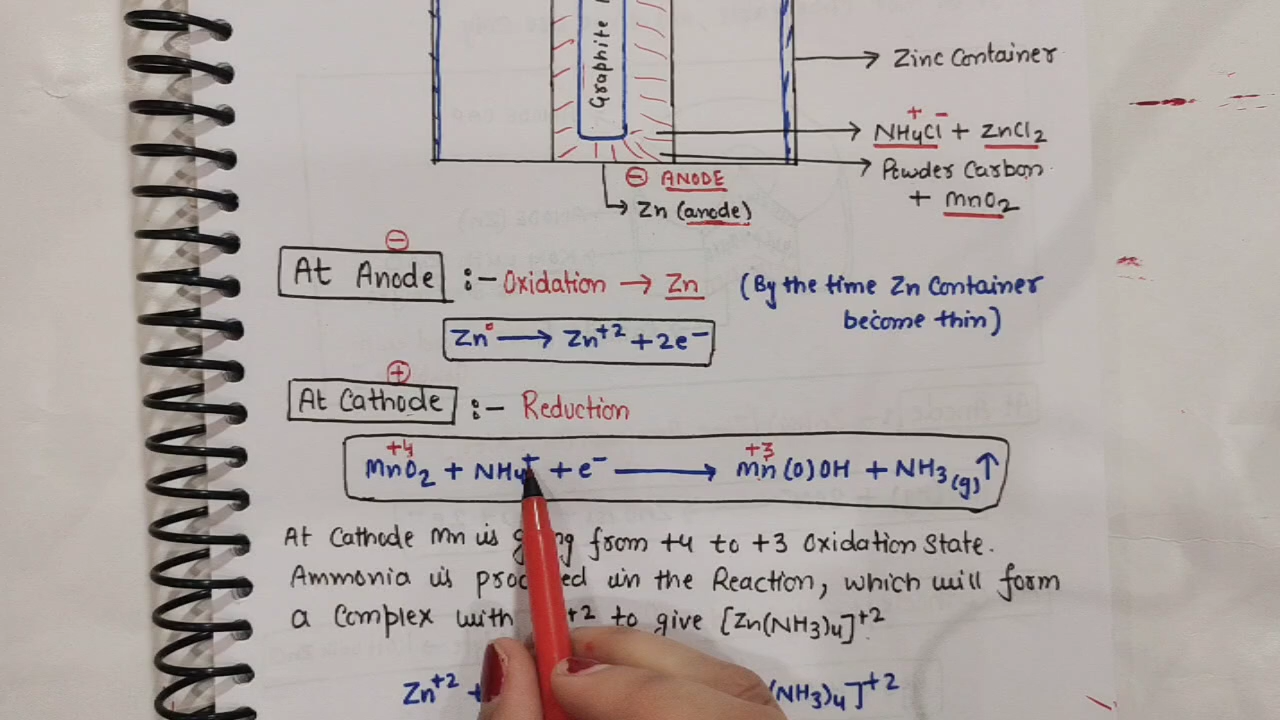 Graphite
Zinc Container
+ -
NH4Cl + ZnCl2
Powder Carbon
+ MnO2
⊖ ANODE
Zn (anode)
⊖
At Anode :- Oxidation → Zn (By the time Zn Container
become thin)
Zn° → Zn+2 + 2e-
⊕
At Cathode :- Reduction
+4 +3
MnO2 + NH4+ + e- → Mn(O)OH + NH3(g)↑
At Cathode Mn is from +4 to +3 Oxidation State.
Ammonia is in the Reaction, which will form
a Complex with +2 to give [Zn(NH3)4]+2
Zn+2 + (NH3)4]+2